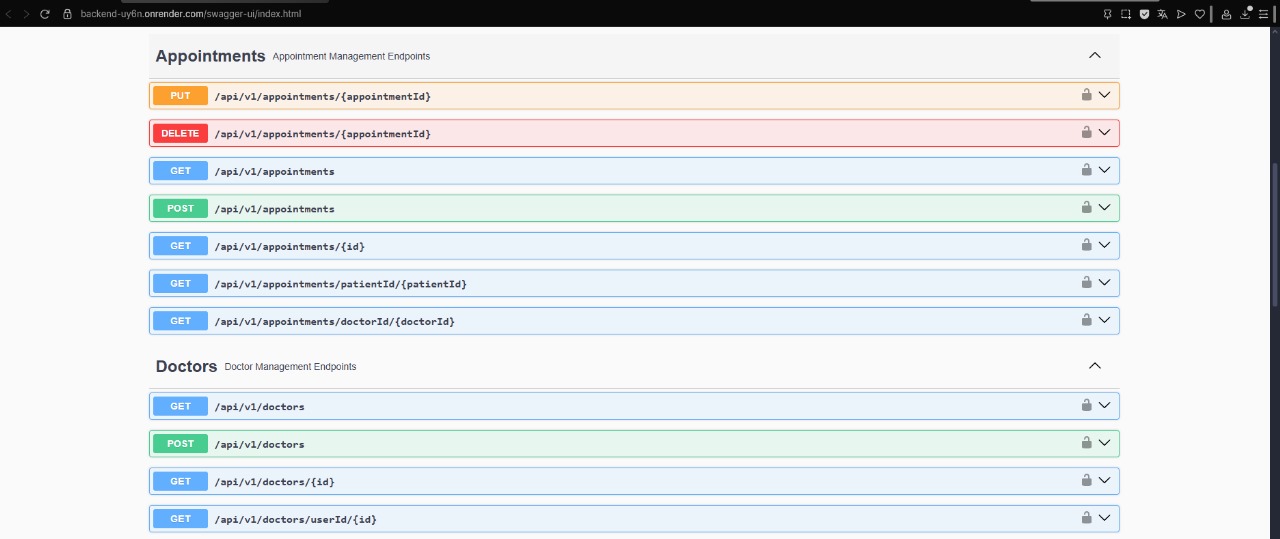 backend-uy6n.onrender.com/swagger-ui/index.html
Appointments Appointment Management Endpoints
PUT /api/v1/appointments/{appointmentId}
DELETE /api/v1/appointments/{appointmentId}
GET /api/v1/appointments
POST /api/v1/appointments
GET /api/v1/appointments/{id}
GET /api/v1/appointments/patientId/{patientId}
GET /api/v1/appointments/doctorId/{doctorId}
Doctors Doctor Management Endpoints
GET /api/v1/doctors
POST /api/v1/doctors
GET /api/v1/doctors/{id}
GET /api/v1/doctors/userId/{id}